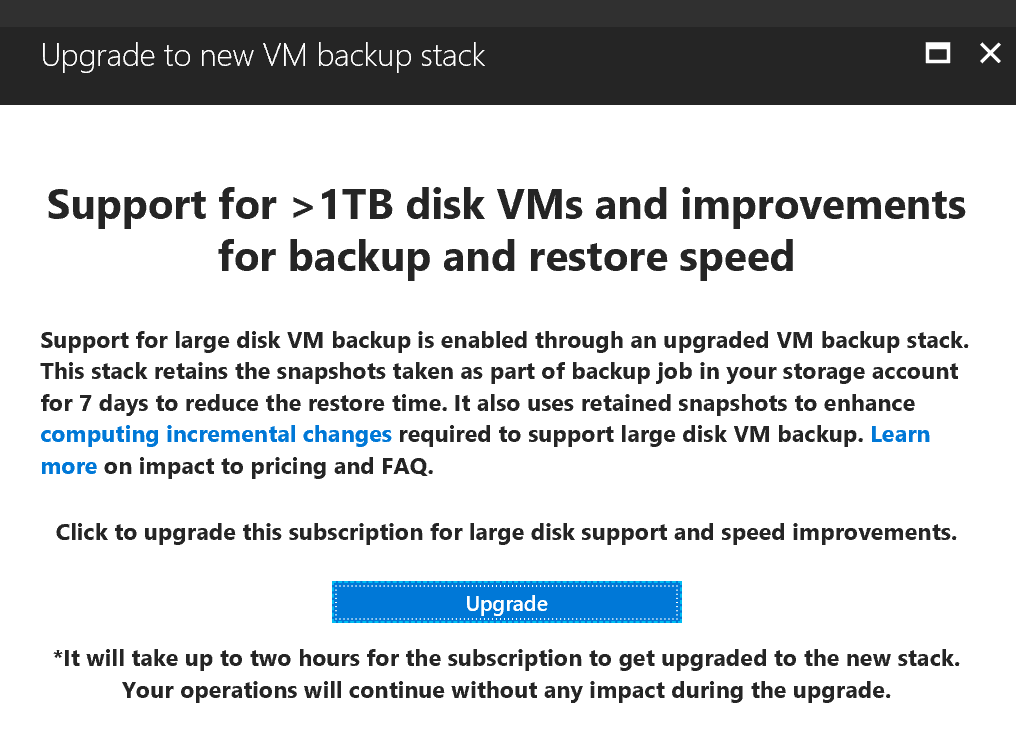 Upgrade to new VM backup stack
Support for >1TB disk VMs and improvements
for backup and restore speed
Support for large disk VM backup is enabled through an upgraded VM backup stack.
This stack retains the snapshots taken as part of backup job in your storage account
for 7 days to reduce the restore time. It also uses retained snapshots to enhance
computing incremental changes required to support large disk VM backup. Learn
more on impact to pricing and FAQ.
Click to upgrade this subscription for large disk support and speed improvements.
Upgrade
*It will take up to two hours for the subscription to get upgraded to the new stack.
Your operations will continue without any impact during the upgrade.